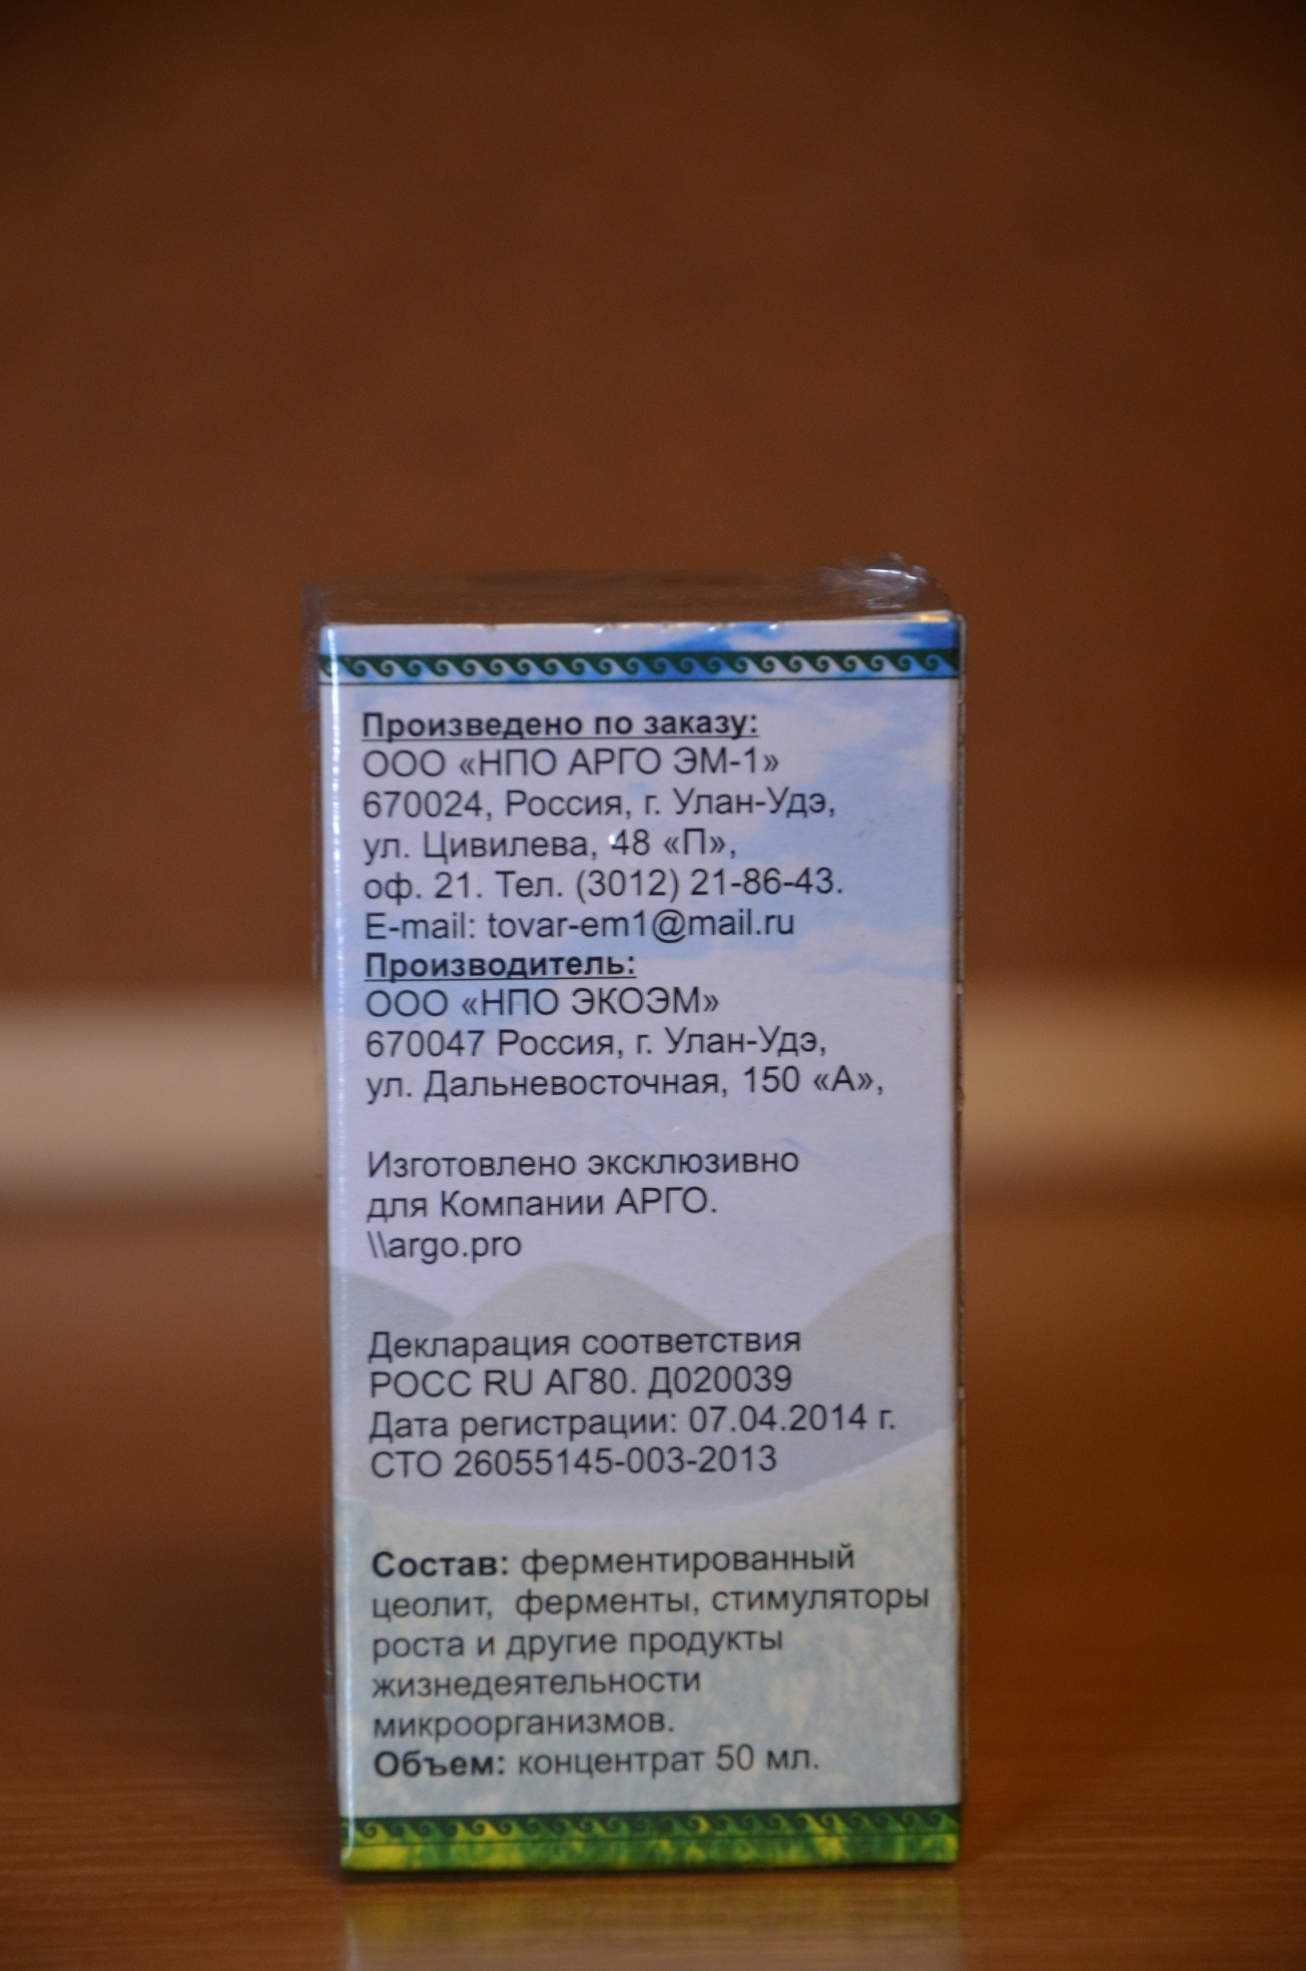 Произведено по заказу:
ООО «НПО АРГО ЭМ-1»
670024, Россия, г. Улан-Удэ,
ул. Цивилева, 48 «П»,
оф. 21. Тел. (3012) 21-86-43.
E-mail: tovar-em1@mail.ru
Производитель:
ООО «НПО ЭКОЭМ»
670047 Россия, г. Улан-Удэ,
ул. Дальневосточная, 150 «А»,
Изготовлено эксклюзивно
для Компании АРГО.
\\argo.pro
Декларация соответствия
РОСС RU АГ80. Д020039
Дата регистрации: 07.04.2014 г.
СТО 26055145-003-2013
Состав: ферментированный
цеолит, ферменты, стимуляторы
роста и другие продукты
жизнедеятельности
микроорганизмов.
Объем: концентрат 50 мл.